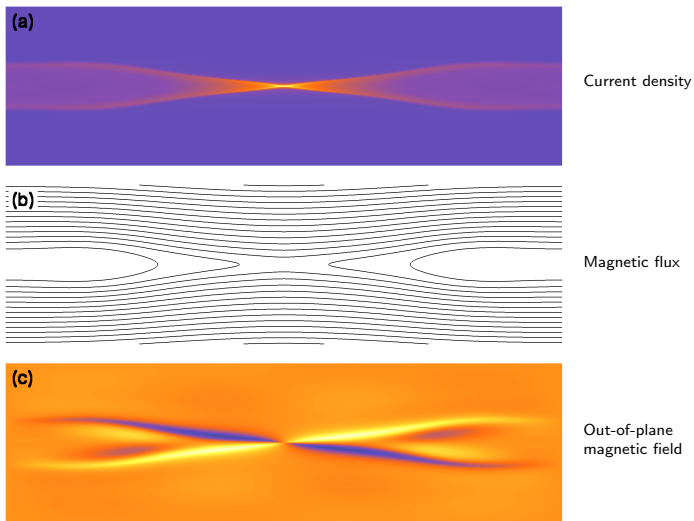 (a)
Current density
(b)
Magnetic flux
(c)
Out-of-plane
magnetic field